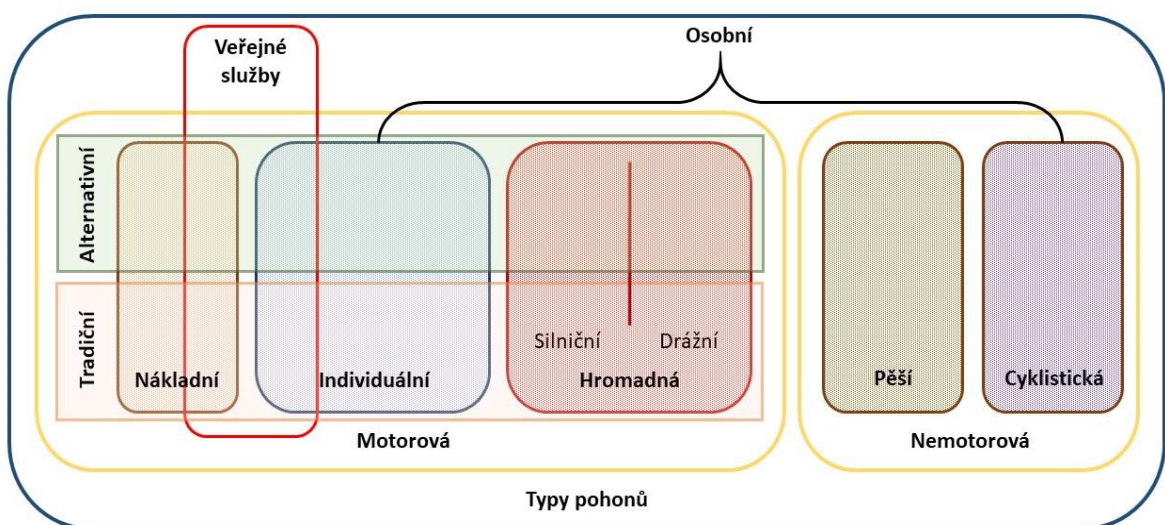 Veřejné
služby
Osobní
Alternativní
Tradiční
Silniční
Drážní
Nákladní
Individuální
Hromadná
Pěší
Cyklistická
Motorová
Nemotorová
Typy pohonů